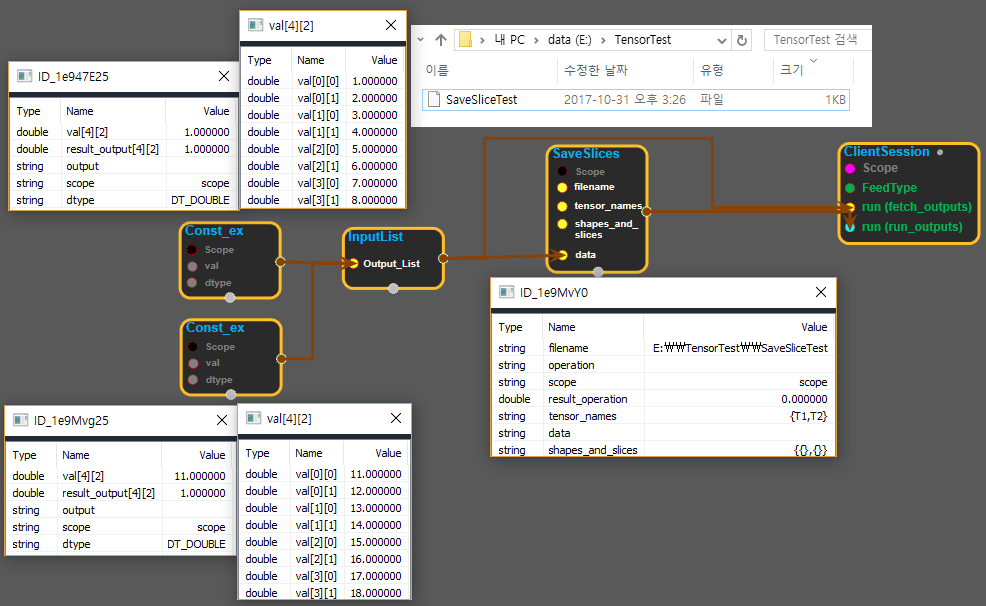 val[4][2]
Type Name Value
double val[0][0] 1.000000
double val[0][1] 2.000000
double val[1][0] 3.000000
double val[1][1] 4.000000
double val[2][0] 5.000000
double val[2][1] 6.000000
double val[3][0] 7.000000
double val[3][1] 8.000000
ID_1e947E25
Type Name Value
double val[4][2] 1.000000
double result_output[4][2] 1.000000
string output
string scope scope
string dtype DT_DOUBLE
내 PC data (E:) TensorTest
TensorTest 검색
이름 수정한 날짜 유형 크기
SaveSliceTest 2017-10-31 오후 3:26 파일 1KB
Const_ex
Scope
val
dtype
InputList
Output_List
SaveSlices
Scope
filename
tensor_names
shapes_and_
slices
data
ClientSession
Scope
FeedType
run (fetch_outputs)
run (run_outputs)
Const_ex
Scope
val
dtype
ID_1e9MvY0
Type Name Value
string filename E:₩₩TensorTest₩₩SaveSliceTest
string operation
string scope scope
double result_operation 0.000000
string tensor_names {T1,T2}
string data
string shapes_and_slices {{},{}}
ID_1e9Mvg25
Type Name Value
double val[4][2] 11.000000
double result_output[4][2] 1.000000
string output
string scope scope
string dtype DT_DOUBLE
val[4][2]
Type Name Value
double val[0][0] 11.000000
double val[0][1] 12.000000
double val[1][0] 13.000000
double val[1][1] 14.000000
double val[2][0] 15.000000
double val[2][1] 16.000000
double val[3][0] 17.000000
double val[3][1] 18.000000